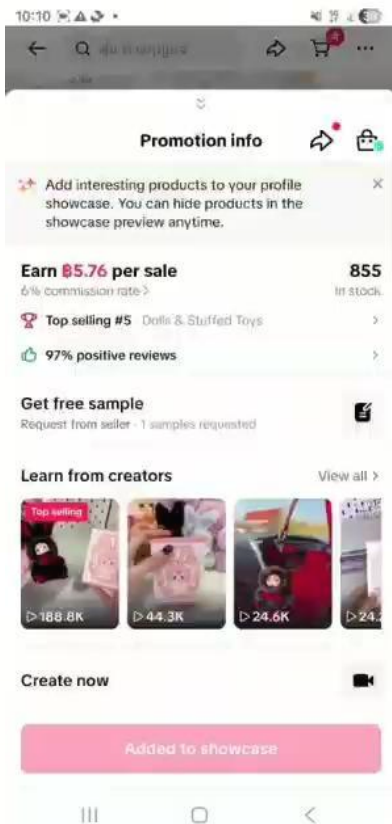 10:10
Promotion info
Add interesting products to your profile
showcase. You can hide products in the
showcase preview anytime.
Earn ฿5.76 per sale
855
6% commission rate >
In stock
Top selling #5 Dolls & Stuffed Toys
97% positive reviews
Get free sample
Request from seller · 1 samples requested
Learn from creators
View all >
Top selling
188.8K
44.3K
24.6K
Create now
Added to showcase